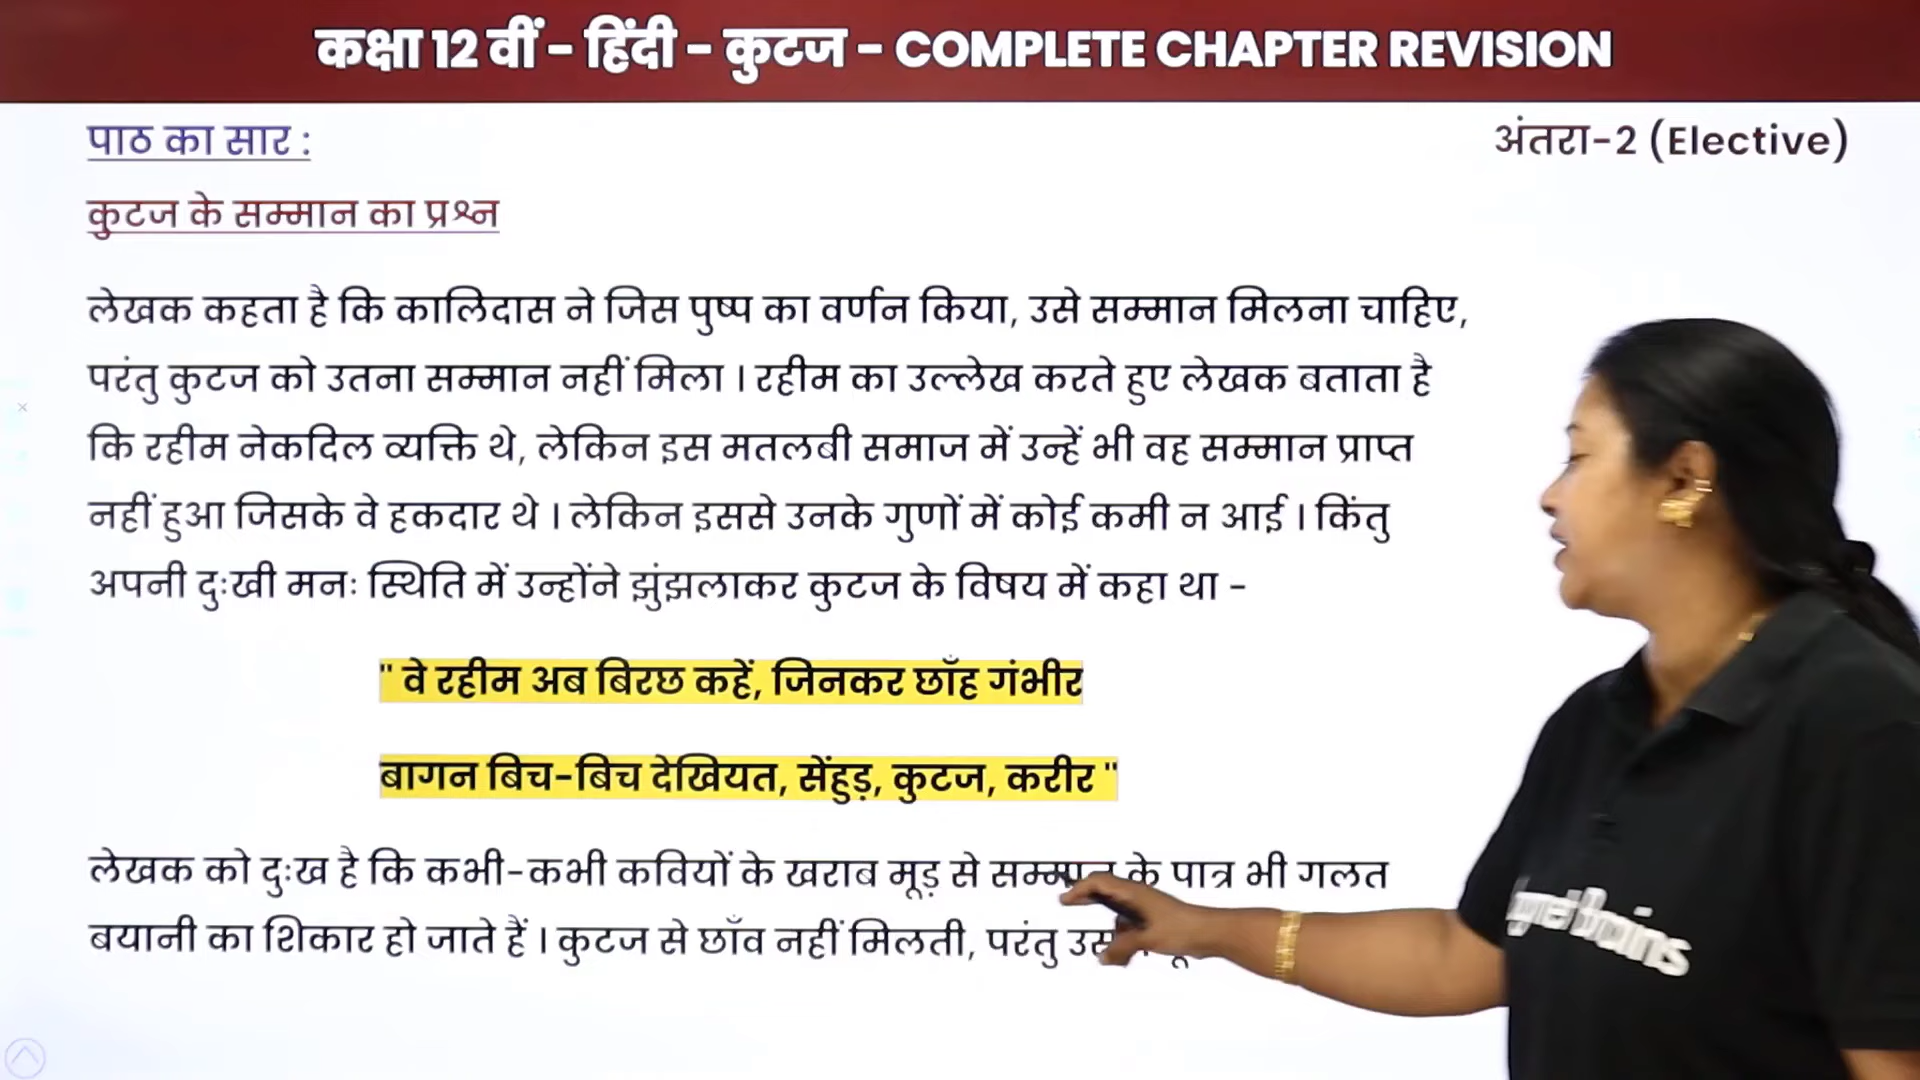 कक्षा 12 वीं - हिंदी - कुटज - COMPLETE CHAPTER REVISION
पाठ का सार :
अंतरा-2 (Elective)
कुटज के सम्मान का प्रश्न
लेखक कहता है कि कालिदास ने जिस पुष्प का वर्णन किया, उसे सम्मान मिलना चाहिए,
परंतु कुटज को उतना सम्मान नहीं मिला । रहीम का उल्लेख करते हुए लेखक बताता है
कि रहीम नेकदिल व्यक्ति थे, लेकिन इस मतलबी समाज में उन्हें भी वह सम्मान प्राप्त
नहीं हुआ जिसके वे हकदार थे । लेकिन इससे उनके गुणों में कोई कमी न आई । किंतु
अपनी दुःखी मनः स्थिति में उन्होंने झुंझलाकर कुटज के विषय में कहा था -
" वे रहीम अब बिरछ कहें, जिनकर छाँह गंभीर
बागन बिच-बिच देखियत, सेंहुड़, कुटज, करीर "
लेखक को दुःख है कि कभी-कभी कवियों के खराब मूड़ से सम्मान के पात्र भी गलत
बयानी का शिकार हो जाते हैं । कुटज से छाँव नहीं मिलती, परंतु
Brains